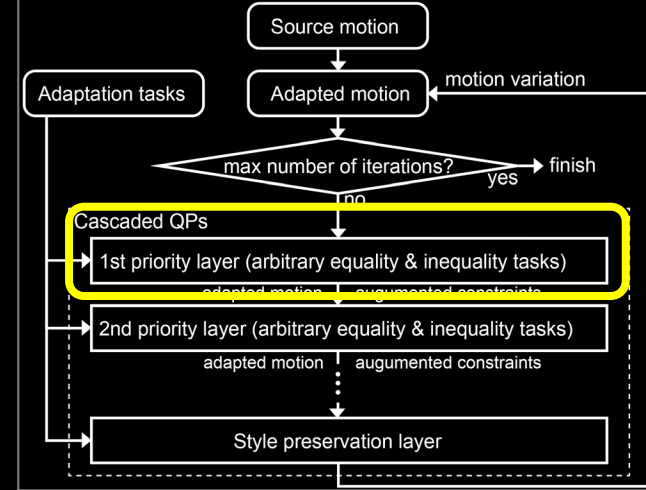 Source motion
Adaptation tasks
Adapted motion
motion variation
max number of iterations?
yes
finish
no
Cascaded QPs
1st priority layer (arbitrary equality & inequality tasks)
adapted motion
augumented constraints
2nd priority layer (arbitrary equality & inequality tasks)
adapted motion
augumented constraints
Style preservation layer